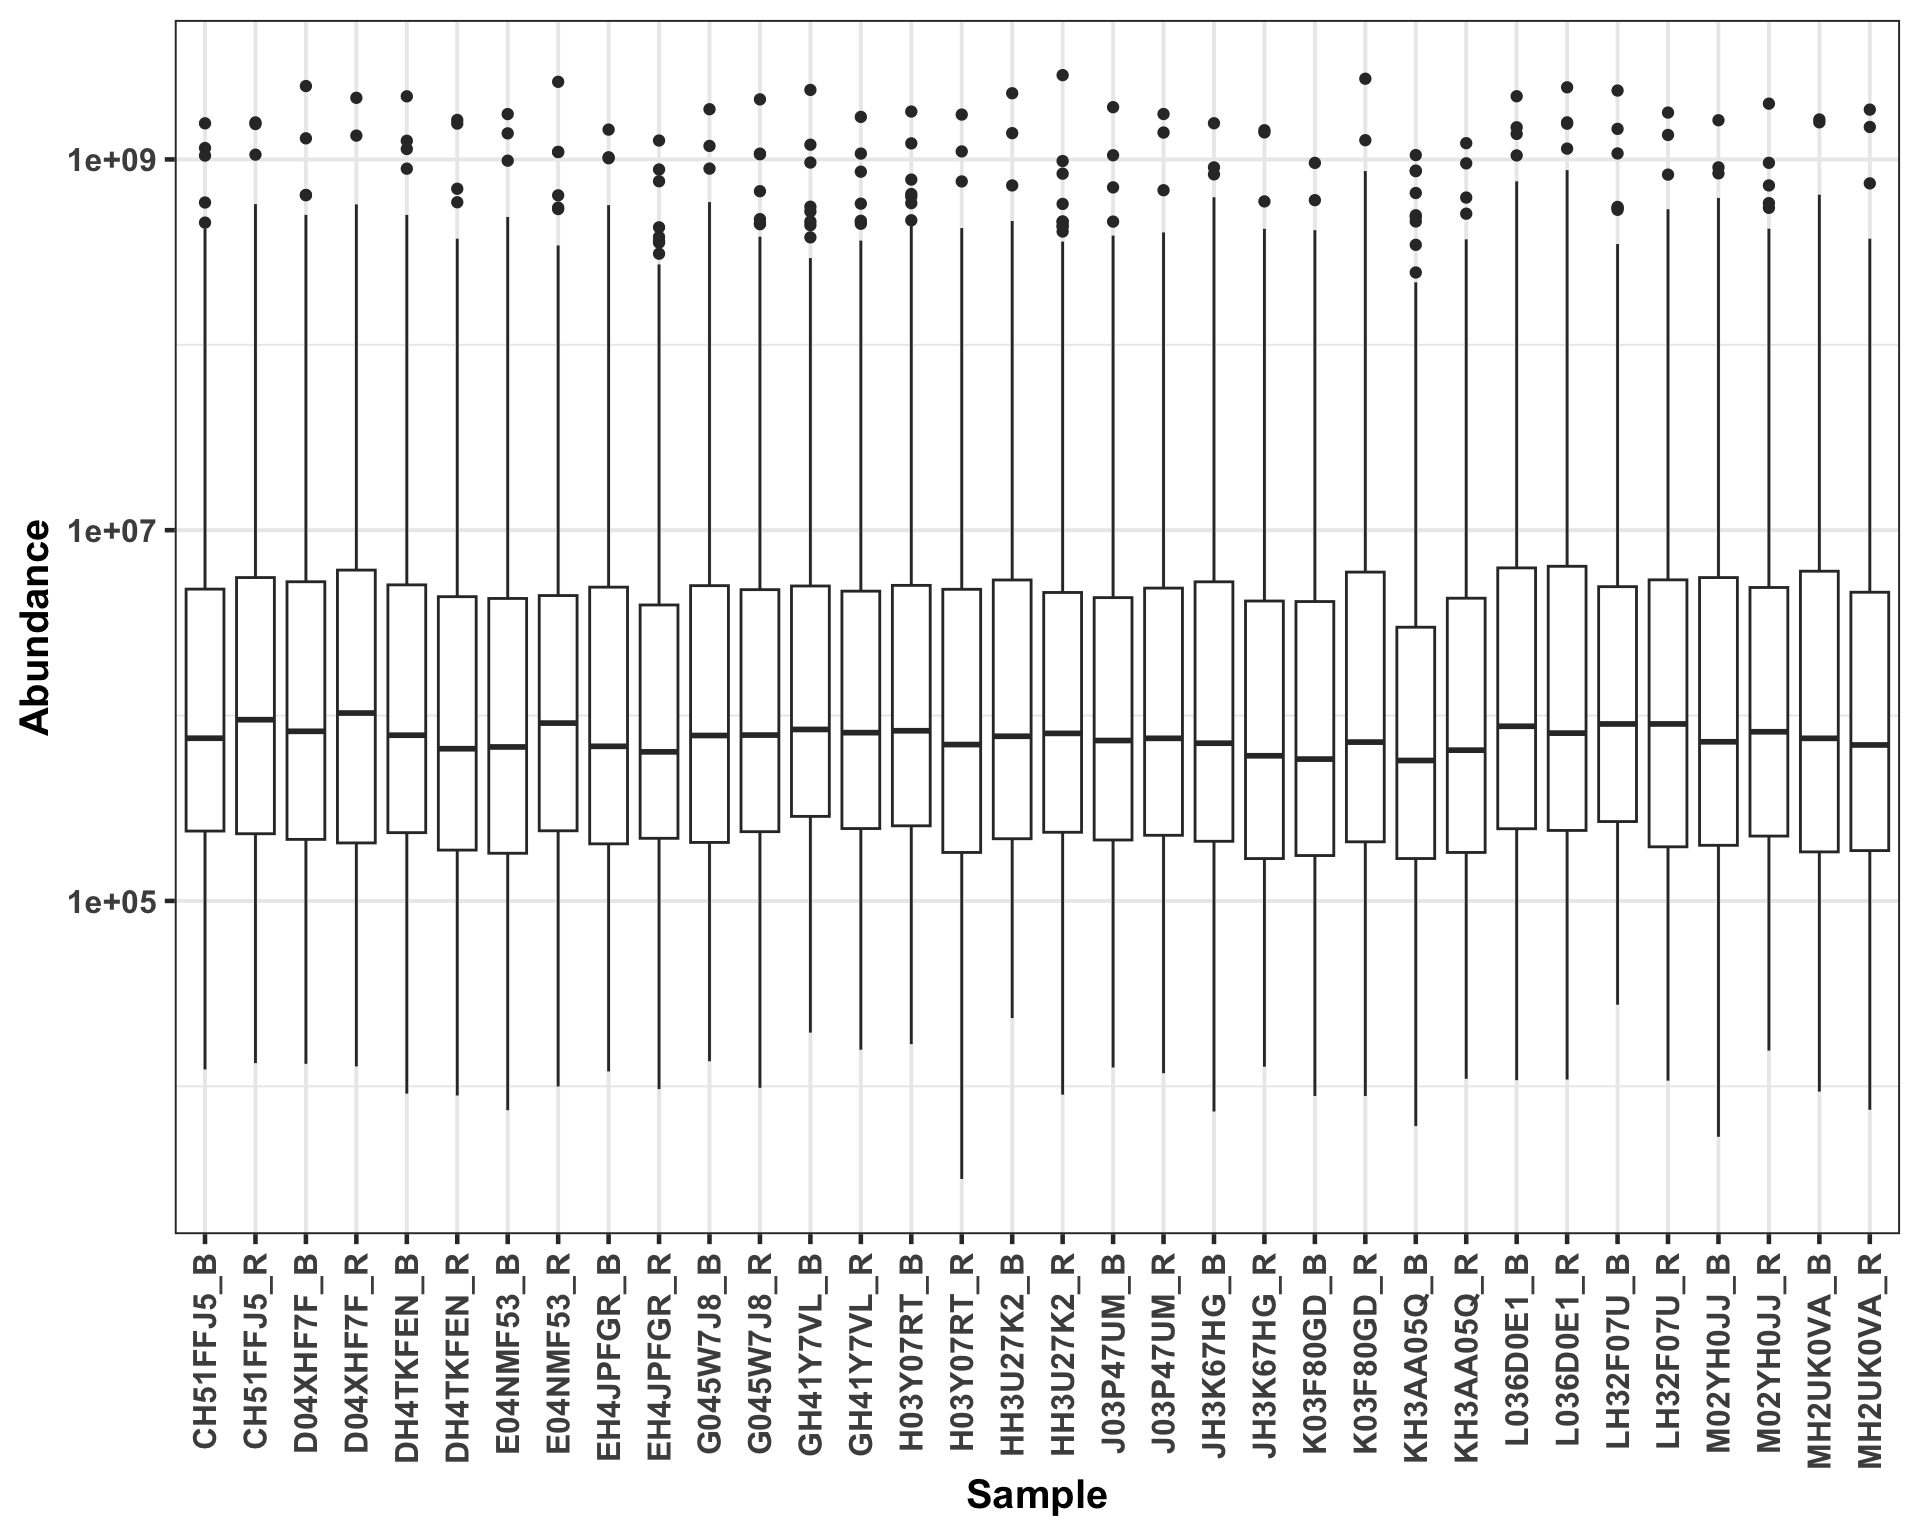 Abundance
1e+09
1e+07
1e+05
CH51FFJ5_B
CH51FFJ5_R
D04XHF7F_B
D04XHF7F_R
DH4TKFEN_B
DH4TKFEN_R
E04NMF53_B
E04NMF53_R
EH4JPFGR_B
EH4JPFGR_R
G045W7J8_B
G045W7J8_R
GH41Y7VL_B
GH41Y7VL_R
H03Y07RT_B
H03Y07RT_R
HH3U27K2_B
HH3U27K2_R
J03P47UM_B
J03P47UM_R
JH3K67HG_B
JH3K67HG_R
K03F80GD_B
K03F80GD_R
KH3AA05Q_B
KH3AA05Q_R
L036D0E1_B
L036D0E1_R
LH32F07U_B
LH32F07U_R
M02YH0JJ_B
M02YH0JJ_R
MH2UK0VA_B
MH2UK0VA_R
Sample